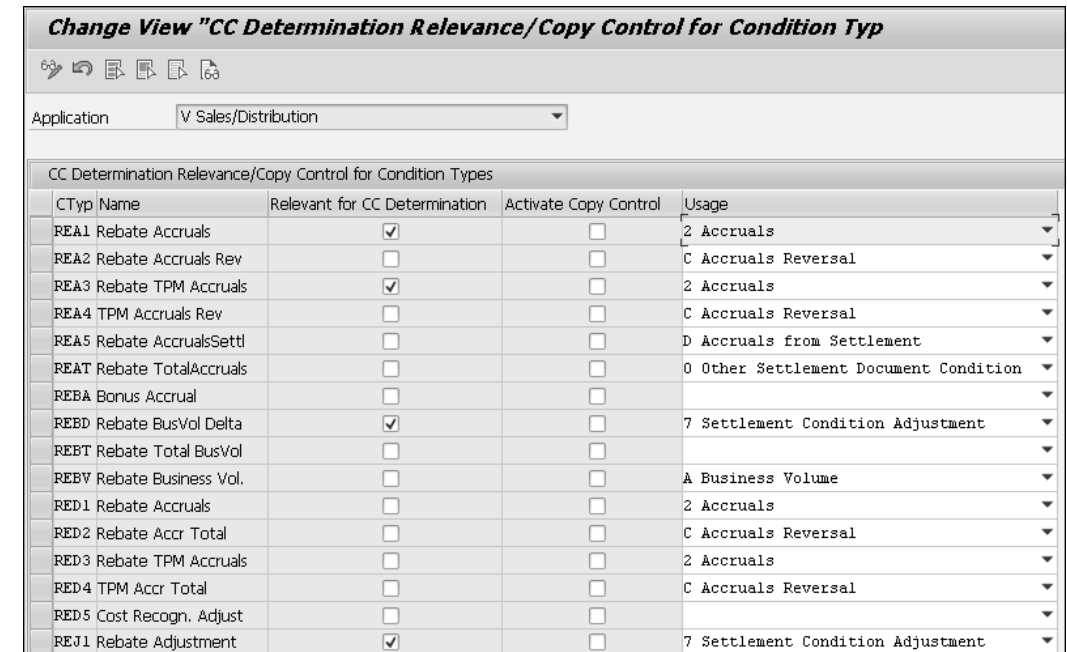 Change View "CC Determination Relevance/Copy Control for Condition Typ
Application V Sales/Distribution
CC Determination Relevance/Copy Control for Condition Types
CTyp Name Relevant for CC Determination Activate Copy Control Usage
REA1 Rebate Accruals 2 Accruals
REA2 Rebate Accruals Rev C Accruals Reversal
REA3 Rebate TPM Accruals 2 Accruals
REA4 TPM Accruals Rev C Accruals Reversal
REA5 Rebate AccrualsSettl D Accruals from Settlement
REAT Rebate TotalAccruals O Other Settlement Document Condition
REBA Bonus Accrual
REBD Rebate BusVol Delta 7 Settlement Condition Adjustment
REBT Rebate Total BusVol
REBV Rebate Business Vol. A Business Volume
RED1 Rebate Accruals 2 Accruals
RED2 Rebate Accr Total C Accruals Reversal
RED3 Rebate TPM Accruals 2 Accruals
RED4 TPM Accr Total C Accruals Reversal
RED5 Cost Recogn. Adjust
REJ1 Rebate Adjustment 7 Settlement Condition Adjustment